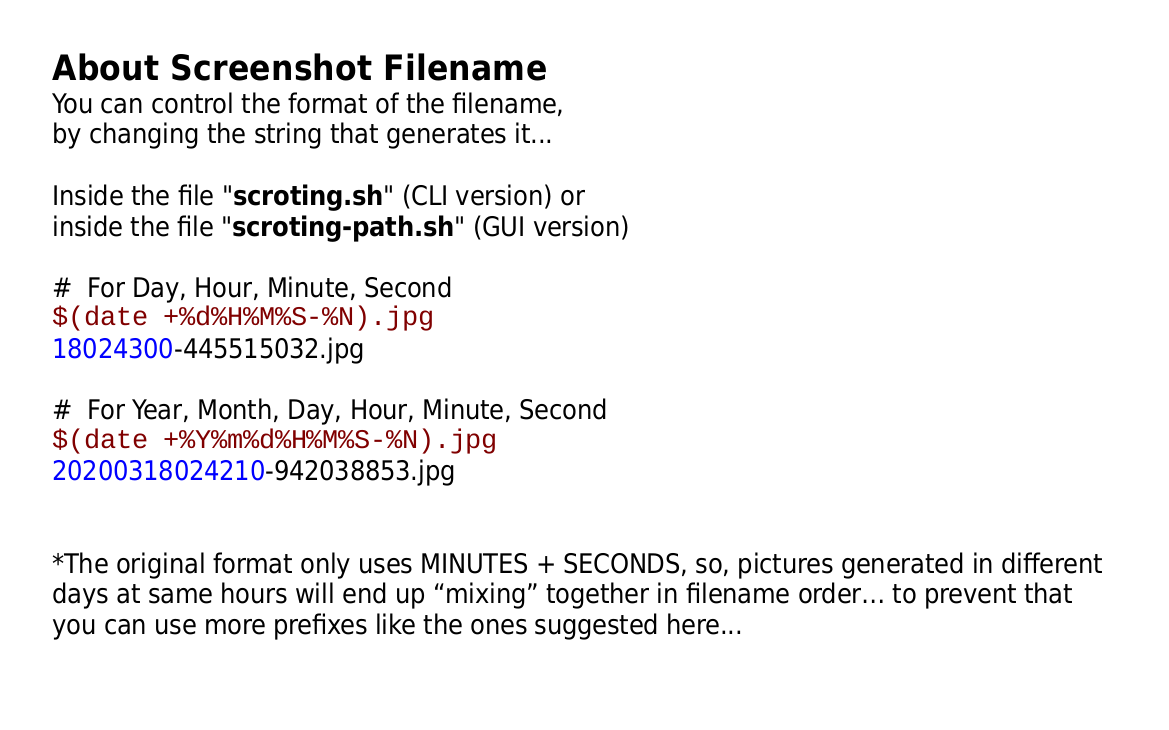 About Screenshot Filename
You can control the format of the filename,
by changing the string that generates it...
Inside the file "scroting.sh" (CLI version) or
inside the file "scroting-path.sh" (GUI version)
#  For Day, Hour, Minute, Second
$(date +%d%H%M%S-%N).jpg
18024300-445515032.jpg
#  For Year, Month, Day, Hour, Minute, Second
$(date +%Y%m%d%H%M%S-%N).jpg
20200318024210-942038853.jpg
*The original format only uses MINUTES + SECONDS, so, pictures generated in different
days at same hours will end up “mixing” together in filename order... to prevent that
you can use more prefixes like the ones suggested here...